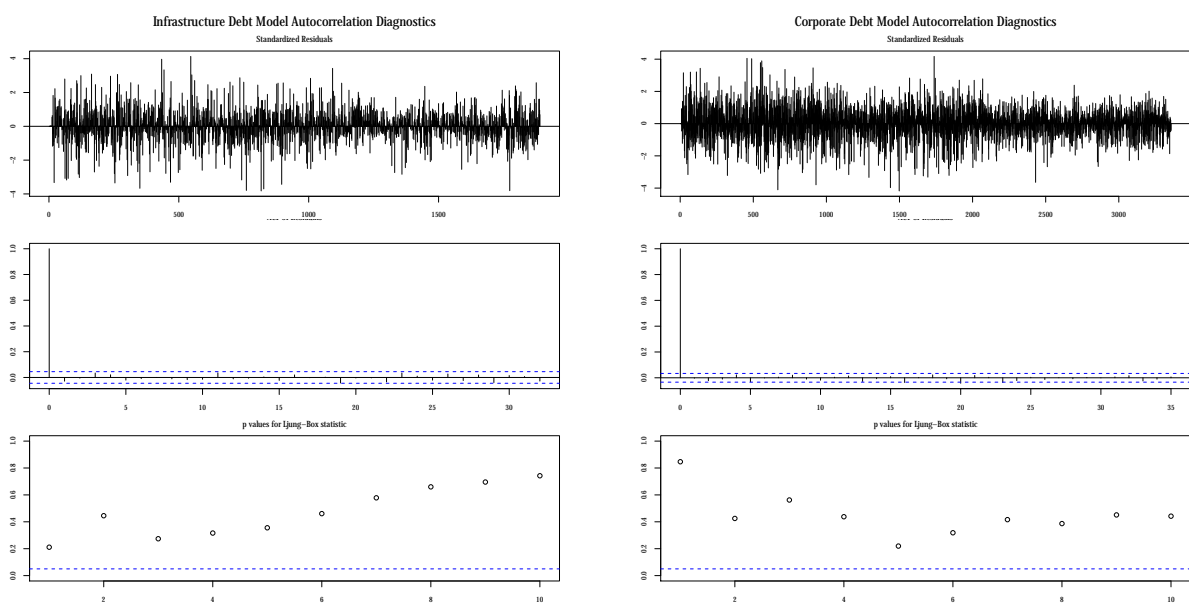 Infrastructure Debt Model Autocorrelation Diagnostics
Standardized Residuals
4
2
0
-2
-4
0 500 1000 1500
1.0
0.8
0.6
0.4
0.2
0.0
0 5 10 15 20 25 30
p values for Ljung-Box statistic
1.0
0.8
0.6
0.4
0.2
0.0
2 4 6 8 10
Corporate Debt Model Autocorrelation Diagnostics
Standardized Residuals
4
2
0
-2
-4
0 500 1000 1500 2000 2500 3000
1.0
0.8
0.6
0.4
0.2
0.0
0 5 10 15 20 25 30 35
p values for Ljung-Box statistic
1.0
0.8
0.6
0.4
0.2
0.0
2 4 6 8 10